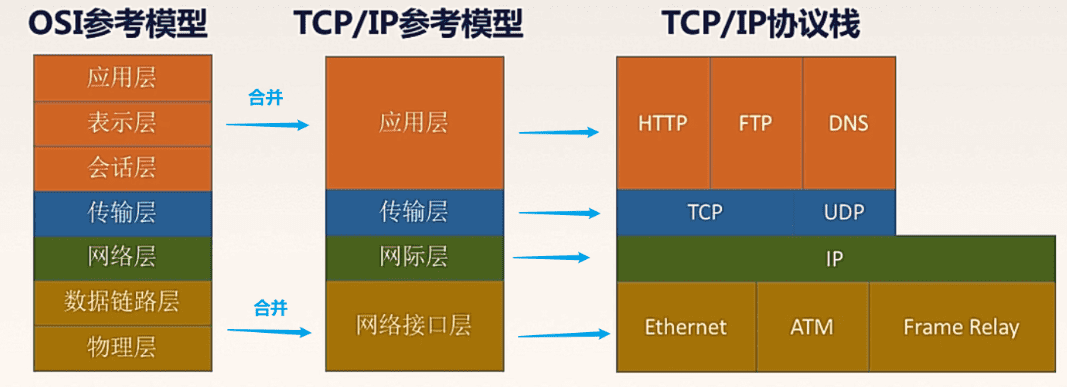 OSI参考模型
TCP/IP参考模型
TCP/IP协议栈
应用层
表示层
会话层
传输层
网络层
数据链路层
物理层
合并
合并
应用层
传输层
网际层
网络接口层
HTTP
FTP
DNS
TCP
UDP
IP
Ethernet
ATM
Frame Relay